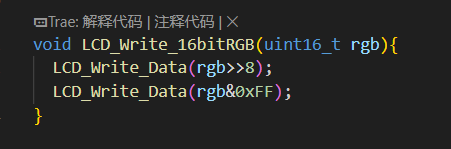 Trae: 解释代码 | 注释代码 | ×
void LCD_Write_16bitRGB(uint16_t rgb){
  LCD_Write_Data(rgb>>8);
  LCD_Write_Data(rgb&0xFF);
}